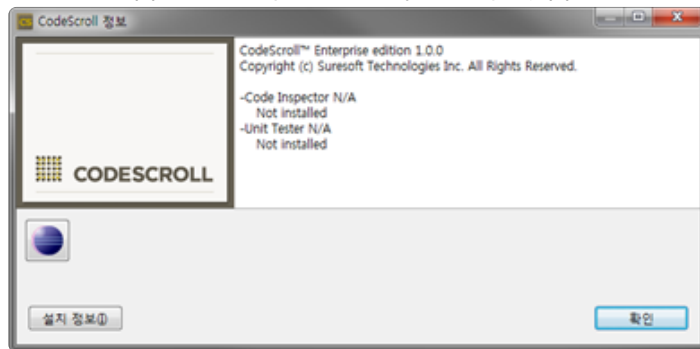 CodeScroll 정보
CODESCROLL
CodeScroll™ Enterprise edition 1.0.0
Copyright (c) Suresoft Technologies Inc. All Rights Reserved.
-Code Inspector N/A
Not installed
-Unit Tester N/A
Not installed
설치 정보(I)
확인